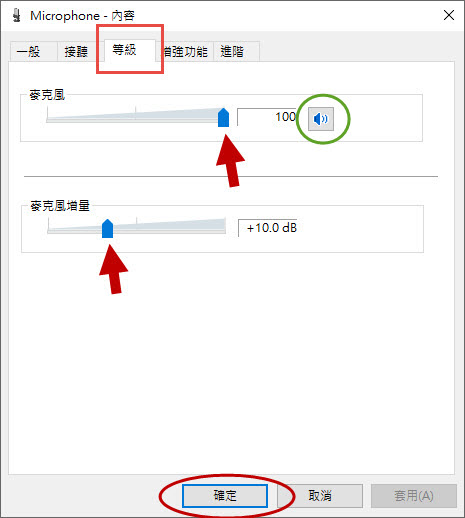 Microphone - 內容
一般 接聽 等級 增強功能 進階
麥克風
100
麥克風增量
+10.0 dB
確定 取消 套用(A)